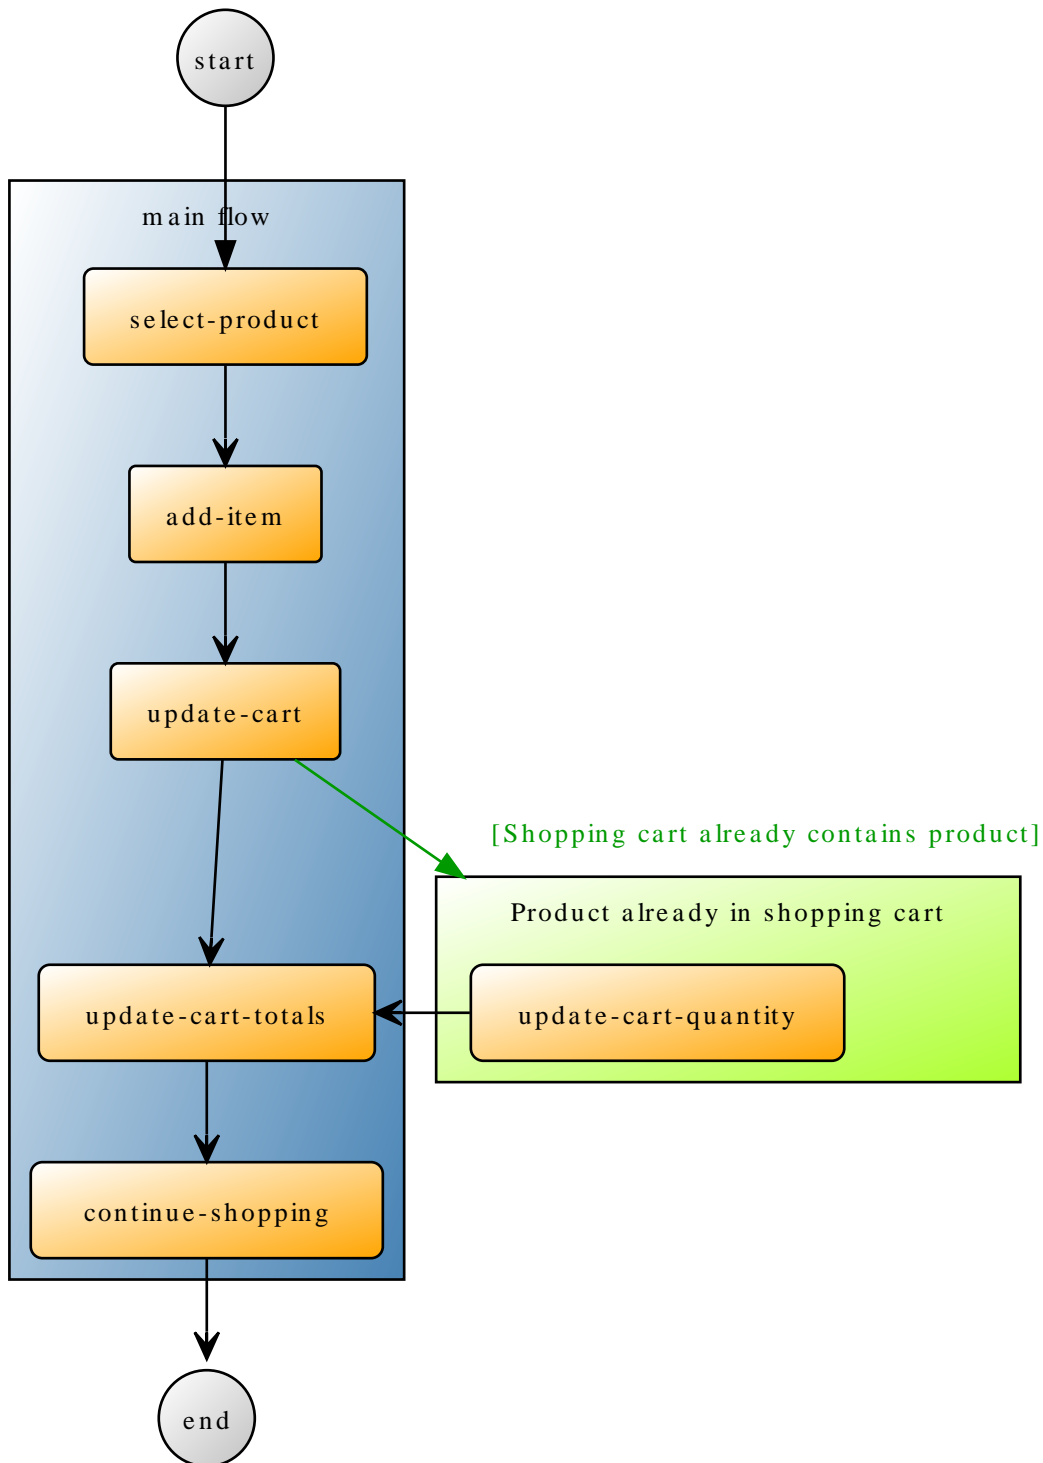 start
main flow
select-product
add-item
update-cart
[Shopping cart already contains product]
Product already in shopping cart
update-cart-totals
update-cart-quantity
continue-shopping
end